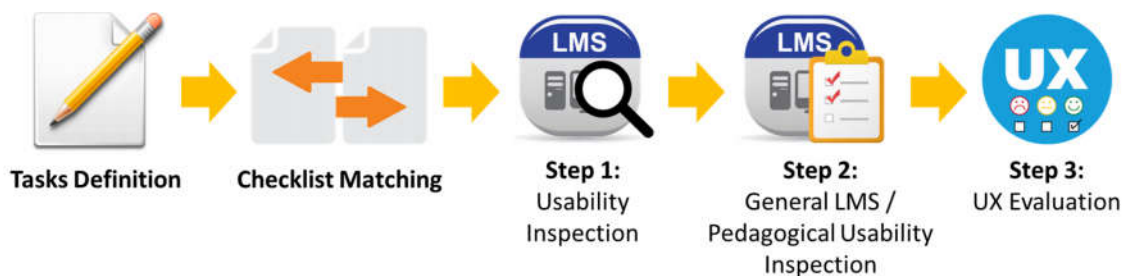 LMS
LMS
UX
Tasks Definition
Checklist Matching
Step 1:
Usability
Inspection
Step 2:
General LMS /
Pedagogical Usability
Inspection
Step 3:
UX Evaluation